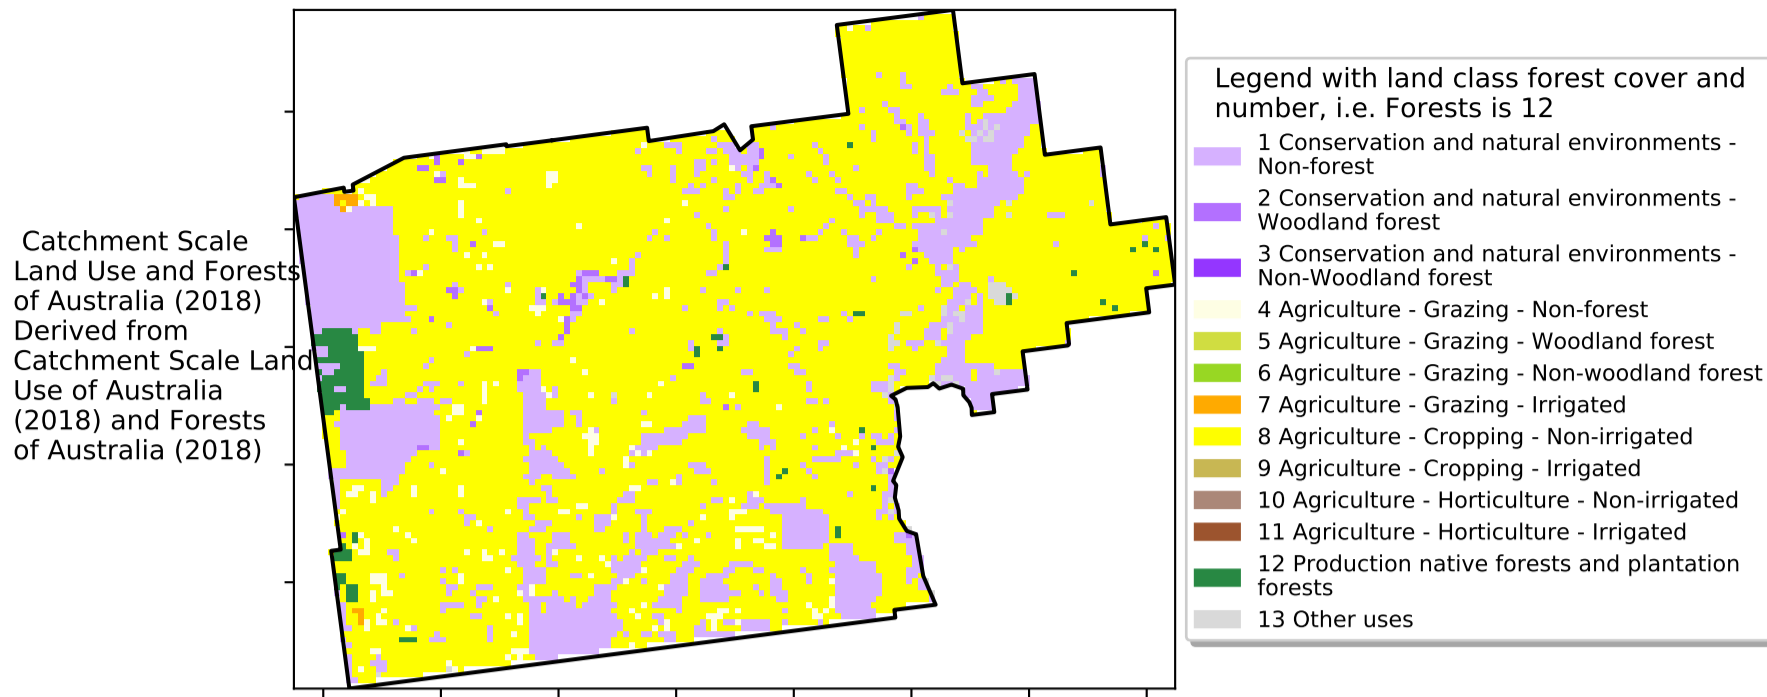 Catchment Scale
Land Use and Forests
of Australia (2018)
Derived from
Catchment Scale Land
Use of Australia
(2018) and Forests
of Australia (2018)
Legend with land class forest cover and
number, i.e. Forests is 12
1 Conservation and natural environments -
Non-forest
2 Conservation and natural environments -
Woodland forest
3 Conservation and natural environments -
Non-Woodland forest
4 Agriculture - Grazing - Non-forest
5 Agriculture - Grazing - Woodland forest
6 Agriculture - Grazing - Non-woodland forest
7 Agriculture - Grazing - Irrigated
8 Agriculture - Cropping - Non-irrigated
9 Agriculture - Cropping - Irrigated
10 Agriculture - Horticulture - Non-irrigated
11 Agriculture - Horticulture - Irrigated
12 Production native forests and plantation
forests
13 Other uses